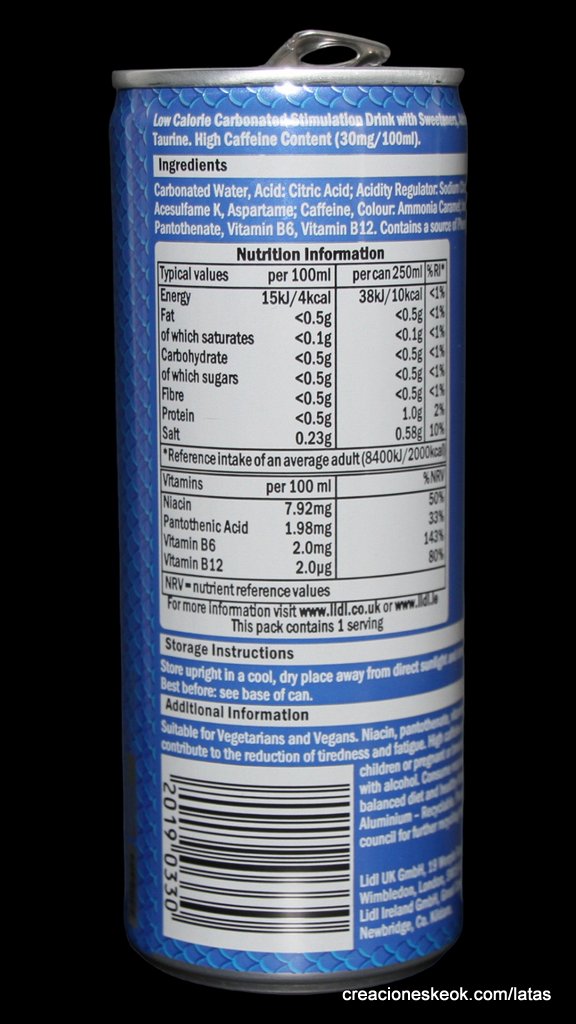 Low Calorie Carbonated Stimulation Drink with Sweeteners,
Taurine. High Caffeine Content (30mg/100ml).
Ingredients
Carbonated Water, Acid: Citric Acid; Acidity Regulator: Sodium
Acesulfame K, Aspartame; Caffeine, Colour: Ammonia Caramel;
Pantothenate, Vitamin B6, Vitamin B12. Contains a source of
Nutrition Information
Typical values per 100ml per can 250ml %RI*
Energy 15kJ/4kcal 38kJ/10kcal <1%
Fat <0.5g <0.5g <1%
of which saturates <0.1g <0.1g <1%
Carbohydrate <0.5g <0.5g <1%
of which sugars <0.5g <0.5g <1%
Fibre <0.5g <0.5g <1%
Protein <0.5g 1.0g 2%
Salt 0.23g 0.58g 10%
*Reference intake of an average adult (8400kJ/2000kcal)
Vitamins per 100 ml %NRV
Niacin 7.92mg 50%
Pantothenic Acid 1.98mg 33%
Vitamin B6 2.0mg 143%
Vitamin B12 2.0µg 80%
NRV = nutrient reference values
For more information visit www.lidl.co.uk or www.lidl.ie
This pack contains 1 serving
Storage Instructions
Store upright in a cool, dry place away from direct sunlight
Best before: see base of can.
Additional Information
Suitable for Vegetarians and Vegans. Niacin, pantothenate,
contribute to the reduction of tiredness and fatigue. High
children or pregnant
with alcohol.
balanced diet and
Aluminium -
council for further
Lidl UK GmbH, 19
Wimbledon, London,
Lidl Ireland GmbH,
Newbridge, Co.
2019 0330
creacioneskeok.com/latas